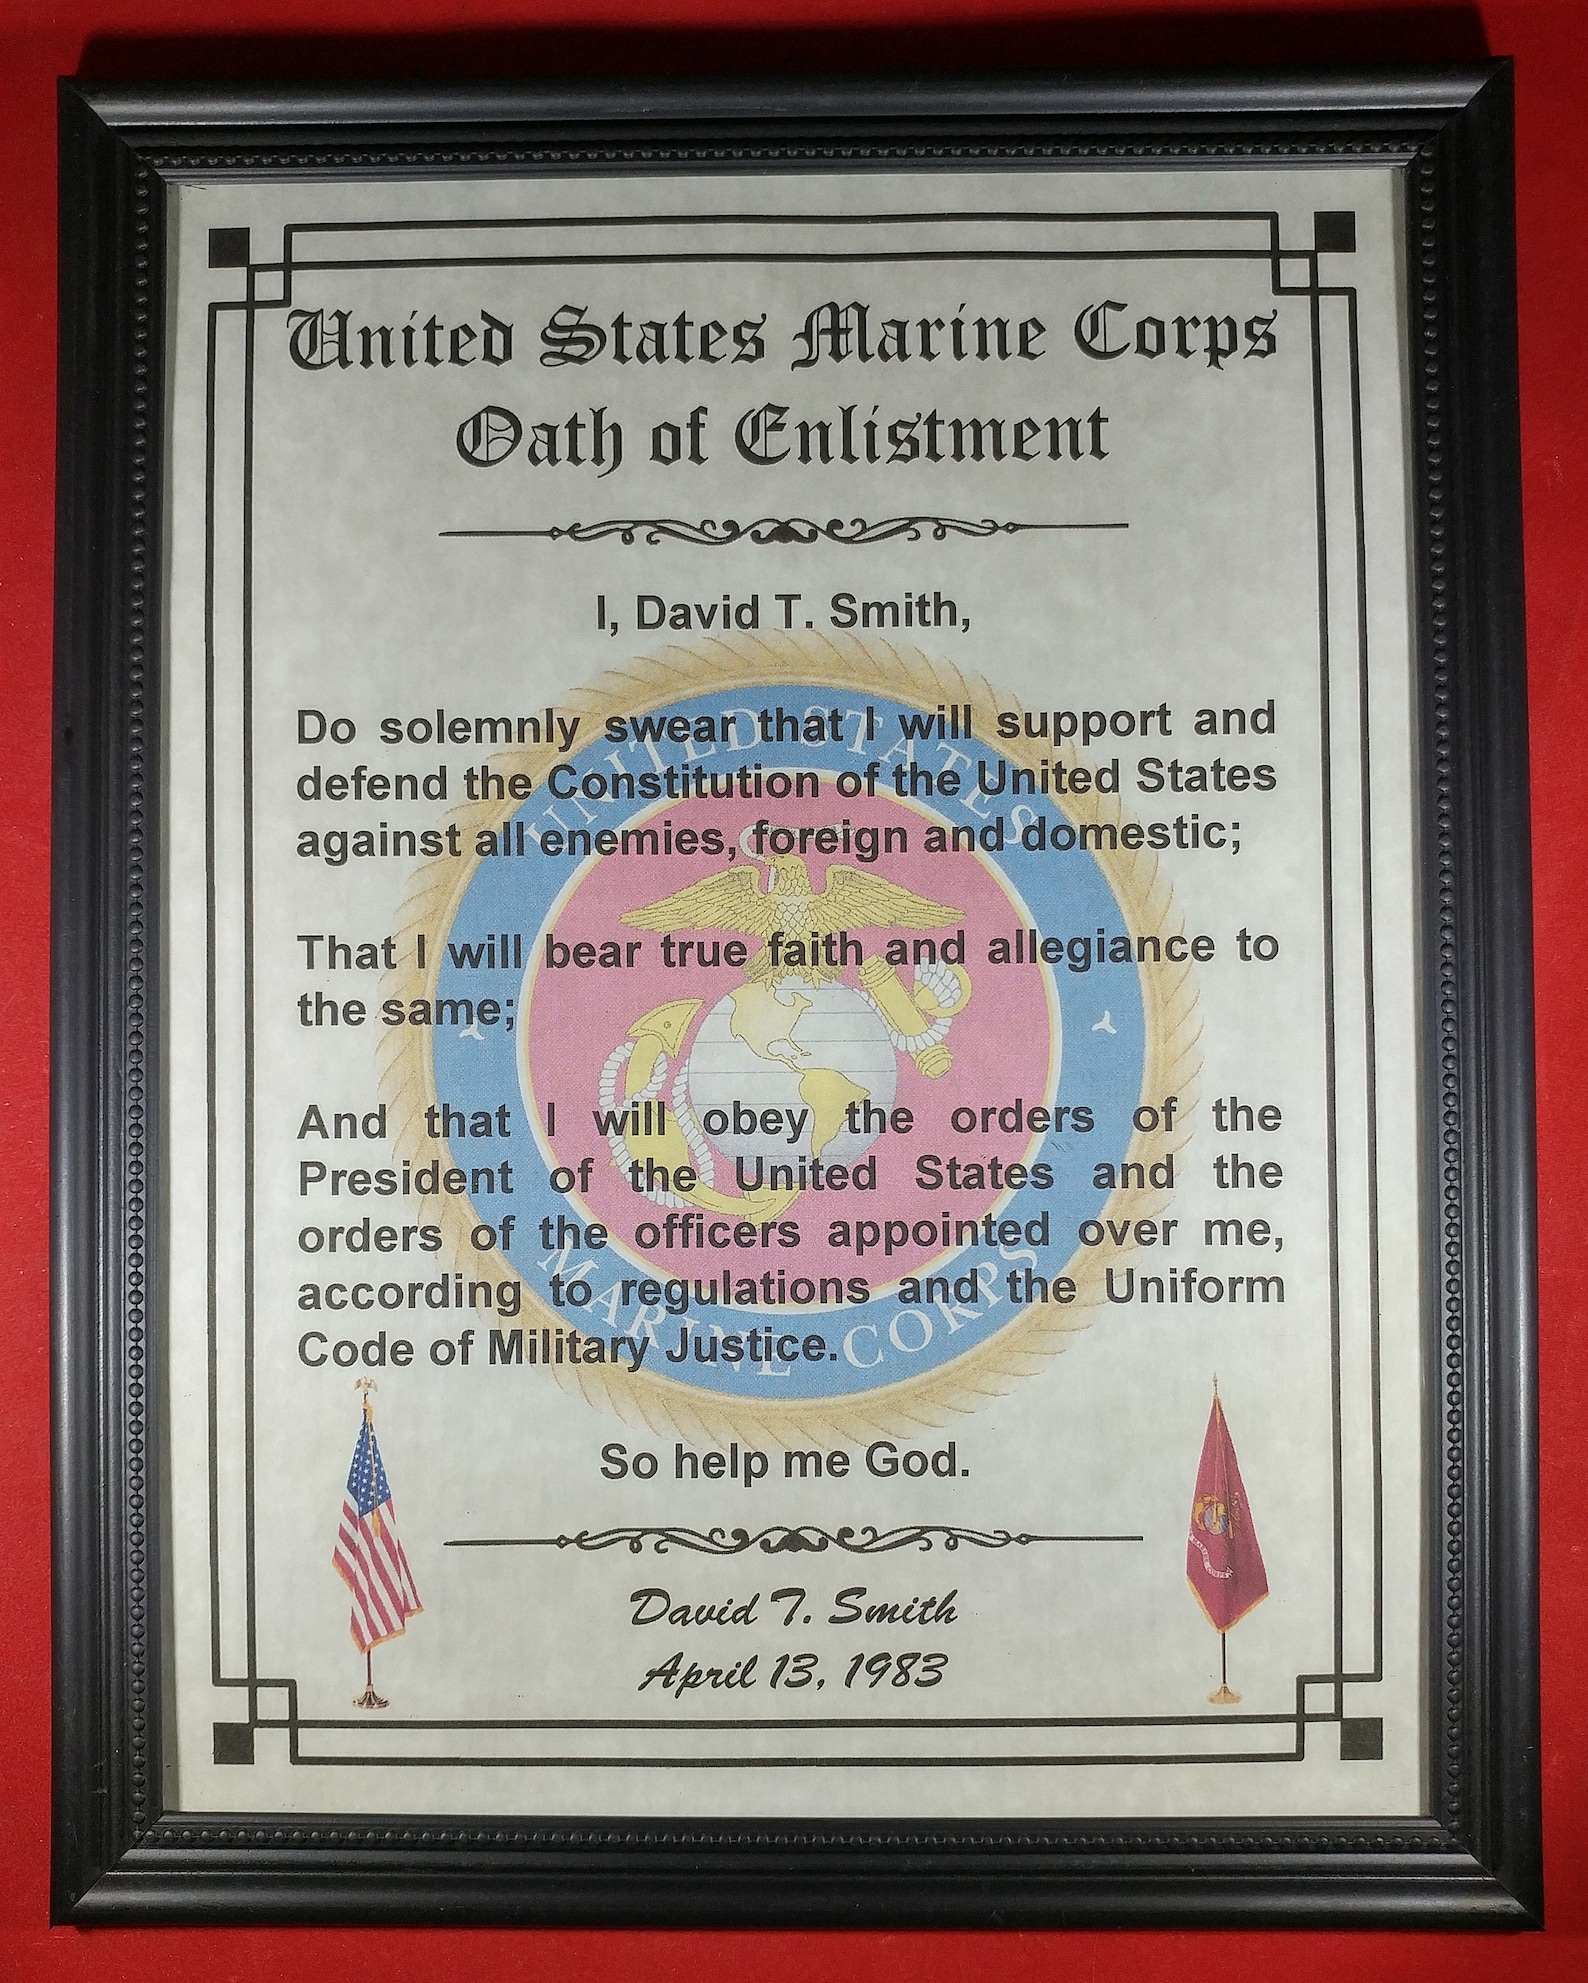 United States Marine Corps
Oath of Enlistment
I, David T. Smith,
Do solemnly swear that I will support and
defend the Constitution of the United States
against all enemies, foreign and domestic;
That I will bear true faith and allegiance to
the same;
And that I will obey the orders of the
President of the United States and the
orders of the officers appointed over me,
according to regulations and the Uniform
Code of Military Justice.
So help me God.
David T. Smith
April 13, 1983
UNITED STATES
MARINE CORPS